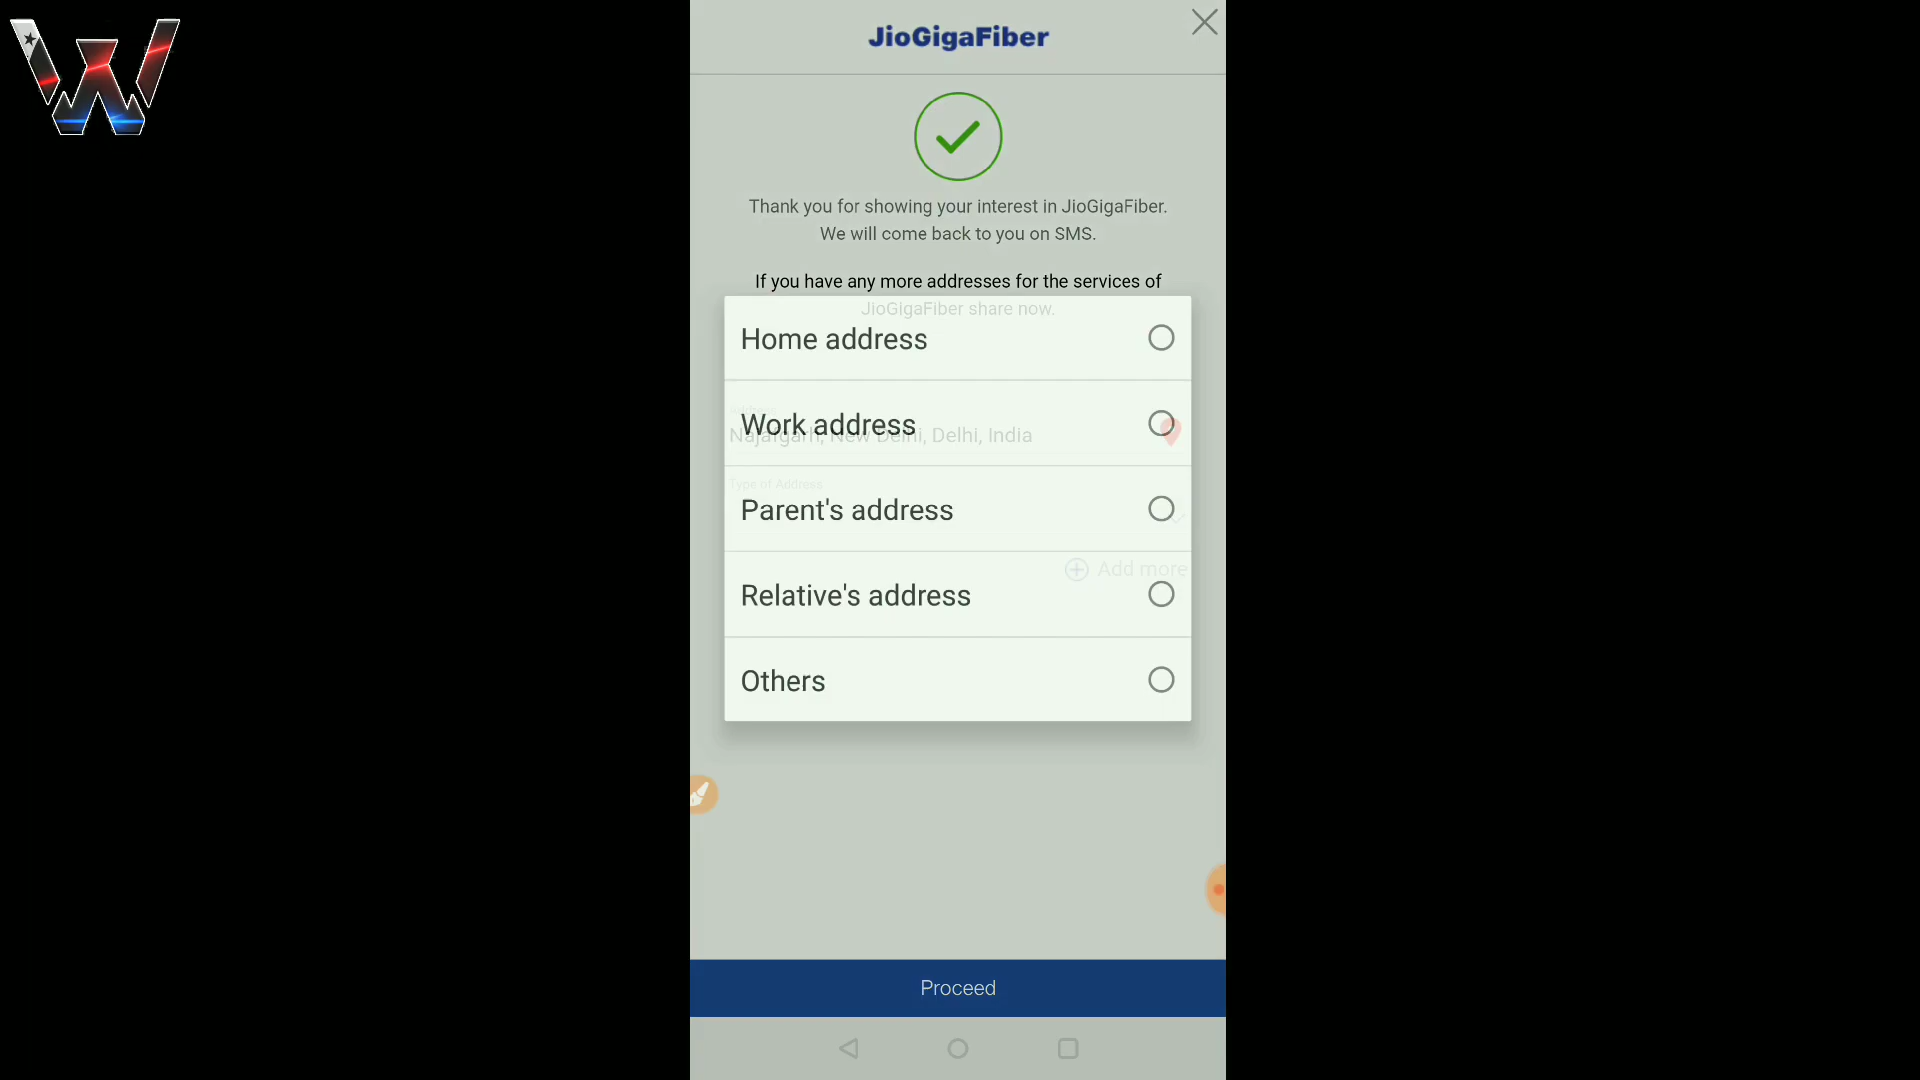 W
JioGigaFiber
Thank you for showing your interest in JioGigaFiber.
We will come back to you on SMS.
If you have any more addresses for the services of
JioGigaFiber share now.
Home address
Work address
Najafgarh, New Delhi, Delhi, India
Type of Address
Parent's address
Add more
Relative's address
Others
Proceed